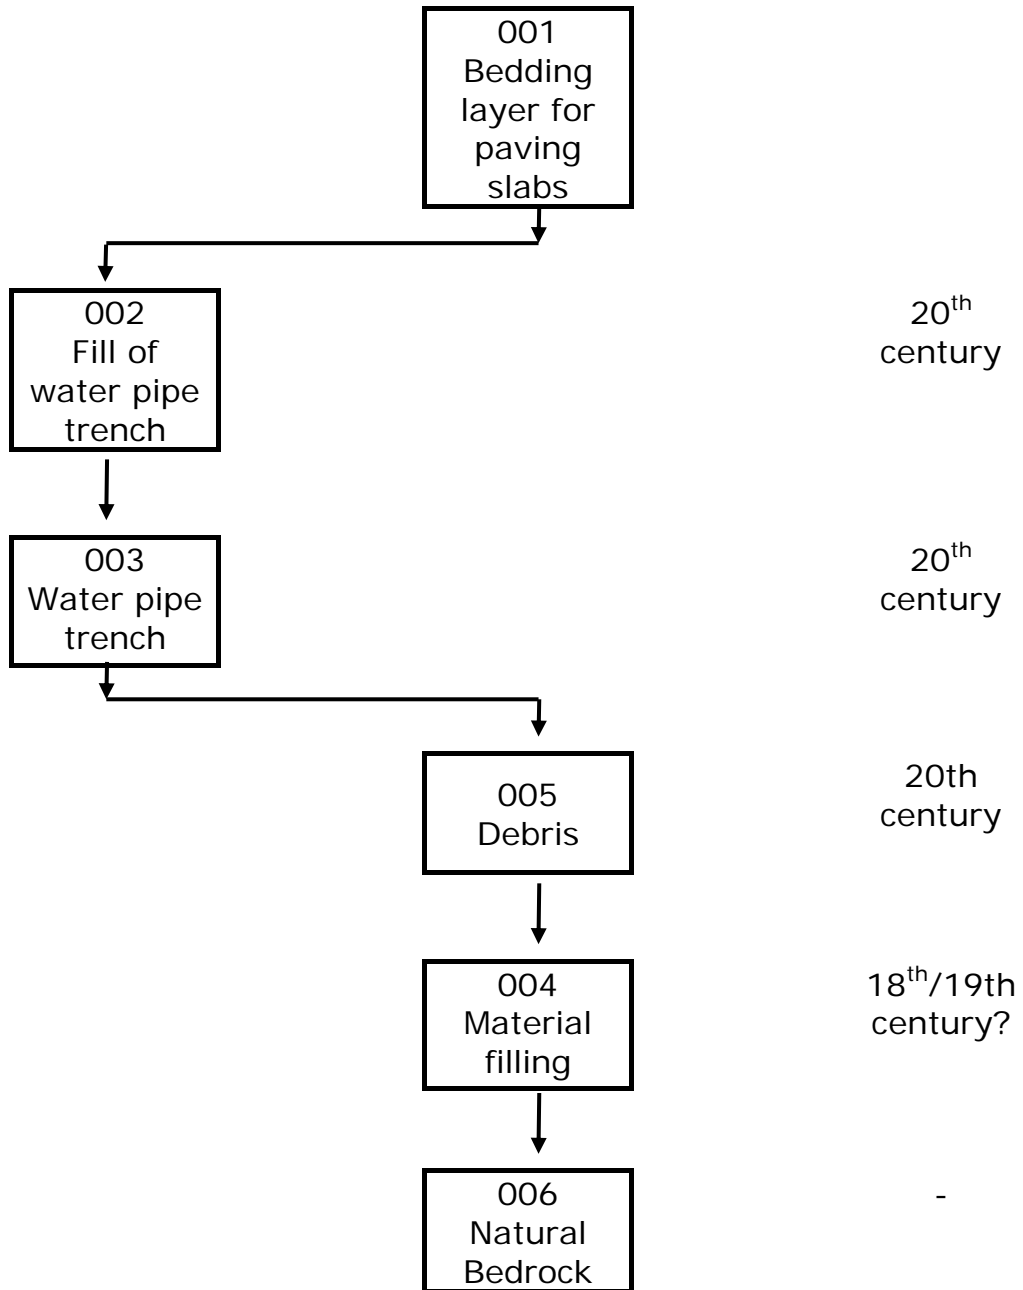 001
Bedding
layer for
paving
slabs
002
Fill of
water pipe
trench
20th
century
003
Water pipe
trench
20th
century
005
Debris
20th
century
004
Material
filling
18th/19th
century?
006
Natural
Bedrock
-